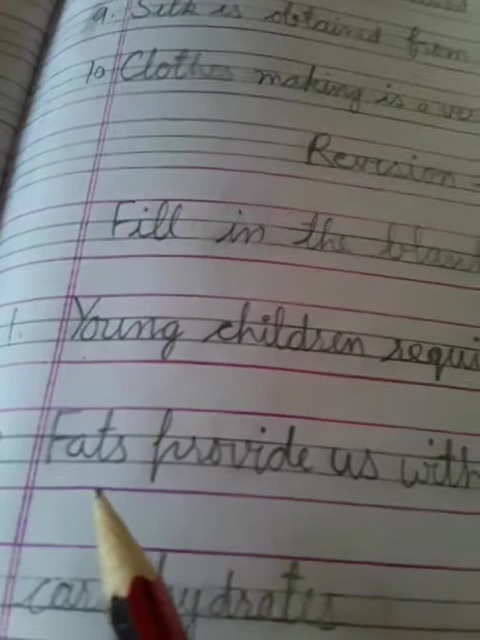 9. Silk is obtained from
10 Clothes making is a
Revision -
Fill in the
1. Young children
Fats provide us with